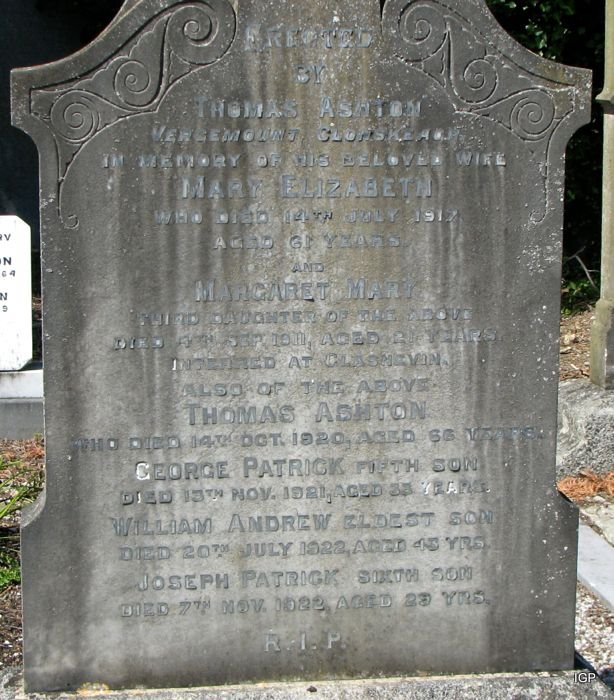 ERECTED
BY
THOMAS ASHTON
VERGEMOUNT, CLONSKEAGH,
IN MEMORY OF HIS BELOVED WIFE
MARY ELIZABETH
WHO DIED 14TH JULY 1917,
AGED 61 YEARS.
AND
MARGARET MARY
THIRD DAUGHTER OF THE ABOVE
DIED 4TH SEP. 1911, AGED 21 YEARS.
INTERRED AT GLASNEVIN.
ALSO OF THE ABOVE
THOMAS ASHTON
WHO DIED 14TH OCT. 1920, AGED 66 YEARS.
GEORGE PATRICK FIFTH SON
DIED 15TH NOV. 1921, AGED 35 YEARS.
WILLIAM ANDREW ELDEST SON
DIED 20TH JULY 1922, AGED 45 YRS.
JOSEPH PATRICK SIXTH SON
DIED 7TH NOV. 1922, AGED 29 YRS.
R.I.P.
IGP